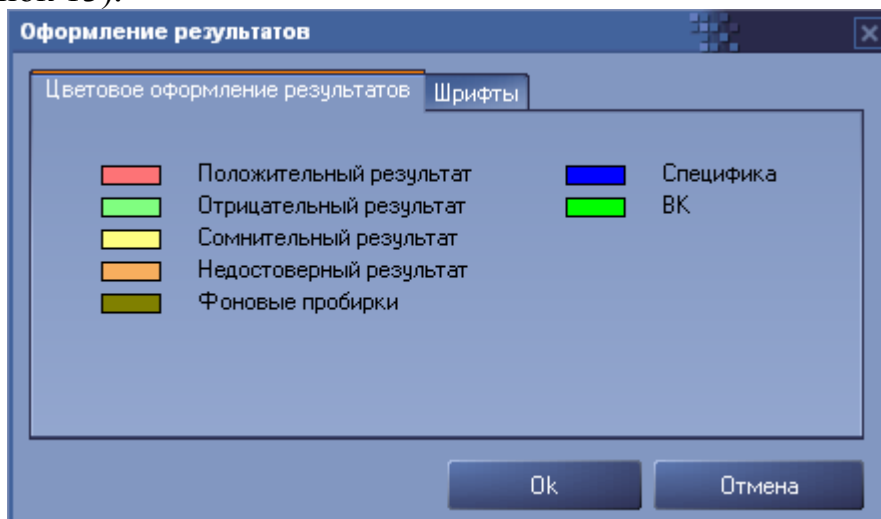 Оформление результатов
Цветовое оформление результатов Шрифты
Положительный результат Специфика
Отрицательный результат ВК
Сомнительный результат
Недостоверный результат
Фоновые пробирки
Ok Отмена